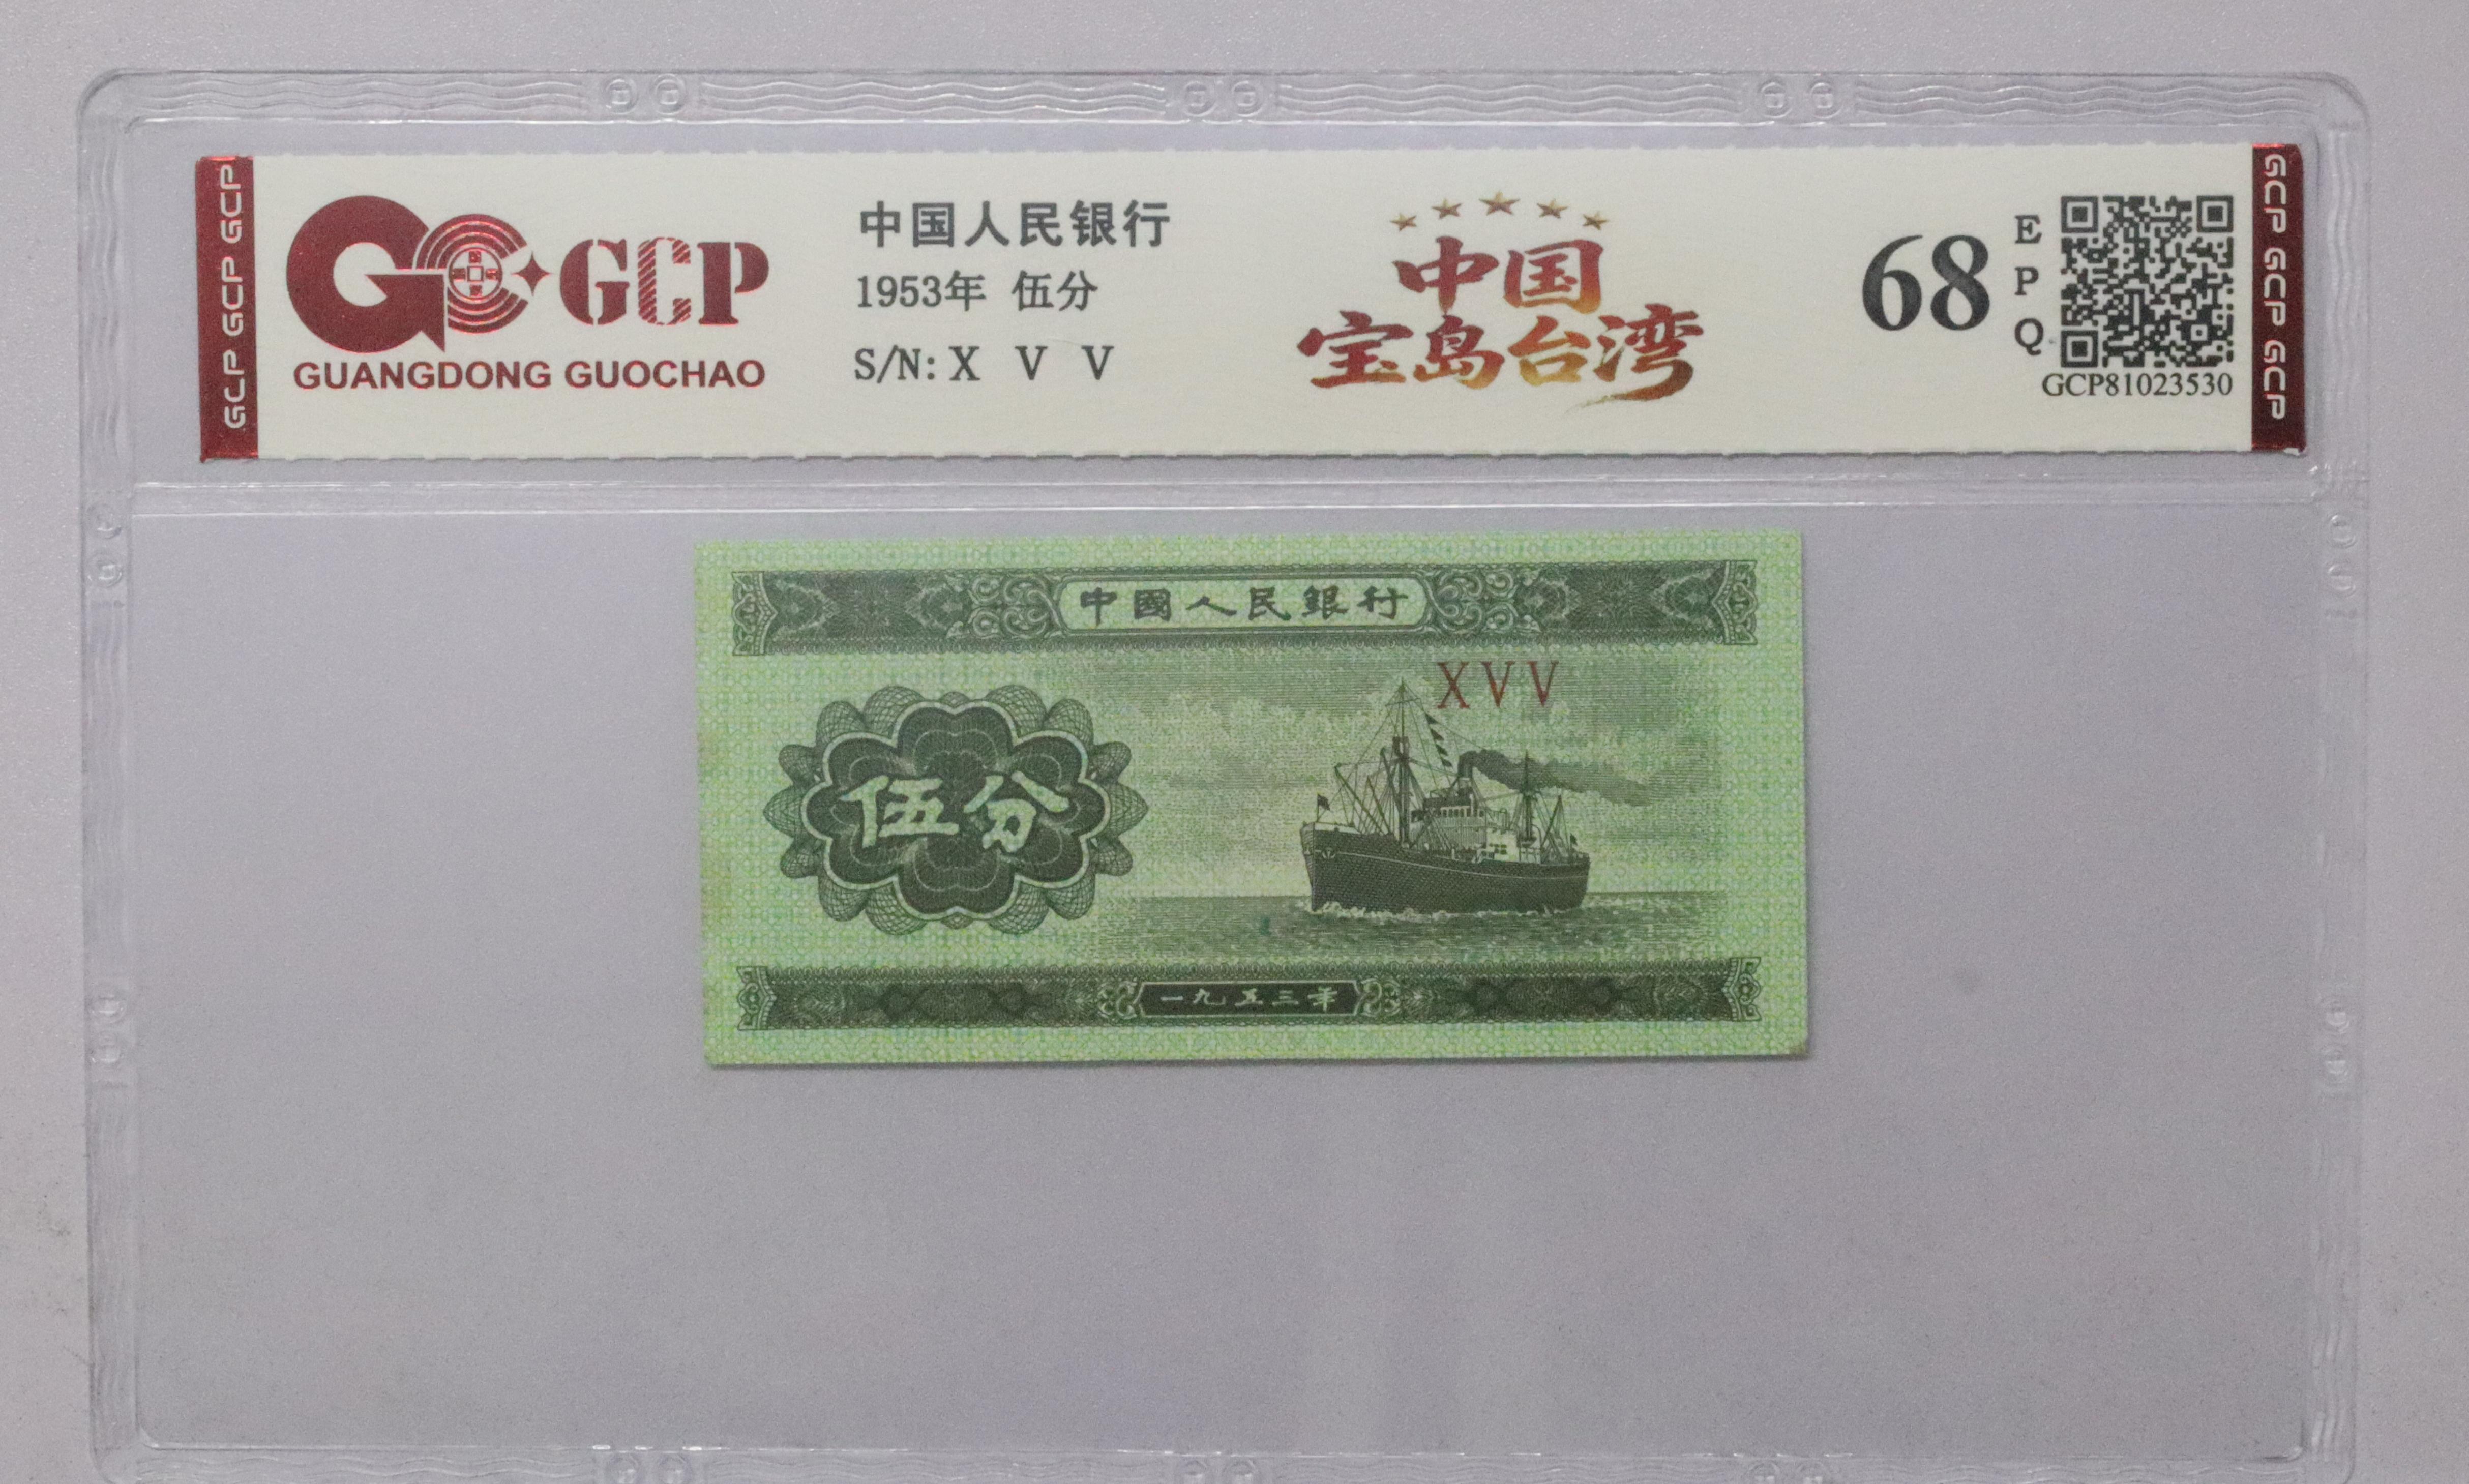 GCP GCP GCP
GCP
GUANGDONG GUOCHAO
中国人民银行
1953年 伍分
S/N: X V V
中国
宝岛台湾
68
EPQ
GCP81023530
GCP GCP GCP
中國人民銀行
XVV
伍分
一九五三年